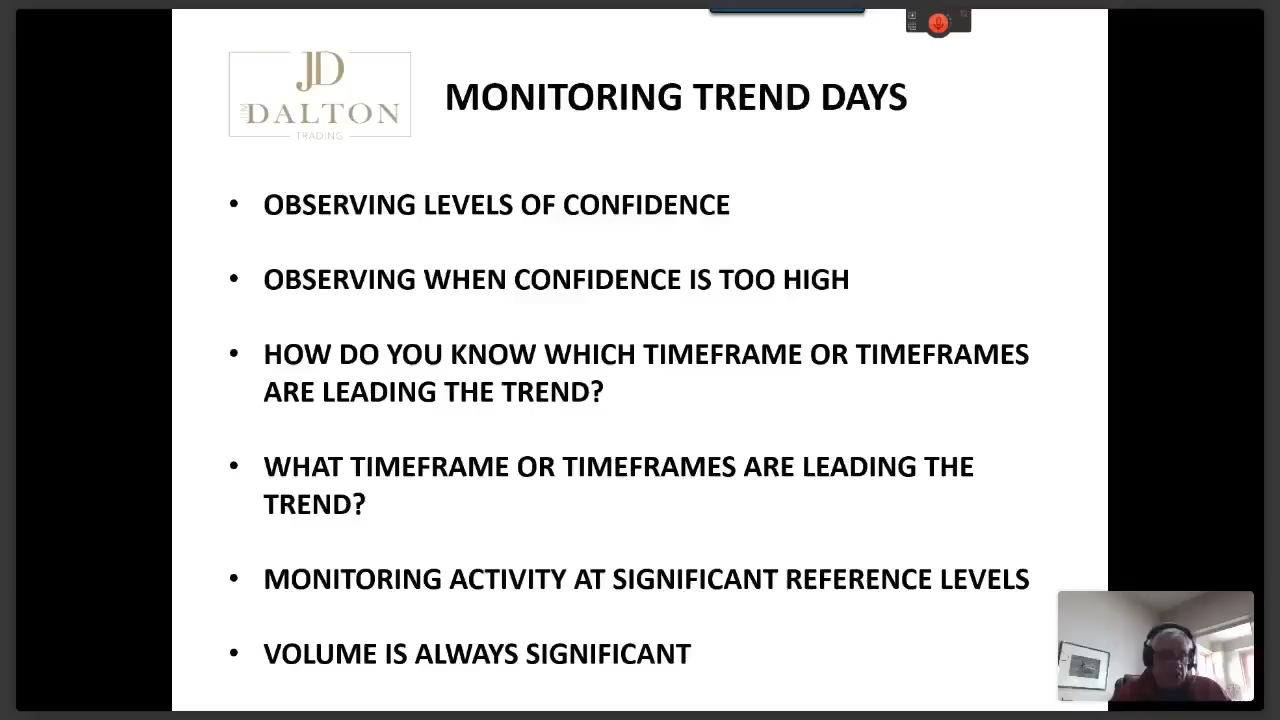 JD
JIM
DALTON
TRADING
MONITORING TREND DAYS
• OBSERVING LEVELS OF CONFIDENCE
• OBSERVING WHEN CONFIDENCE IS TOO HIGH
• HOW DO YOU KNOW WHICH TIMEFRAME OR TIMEFRAMES
ARE LEADING THE TREND?
• WHAT TIMEFRAME OR TIMEFRAMES ARE LEADING THE
TREND?
• MONITORING ACTIVITY AT SIGNIFICANT REFERENCE LEVELS
• VOLUME IS ALWAYS SIGNIFICANT